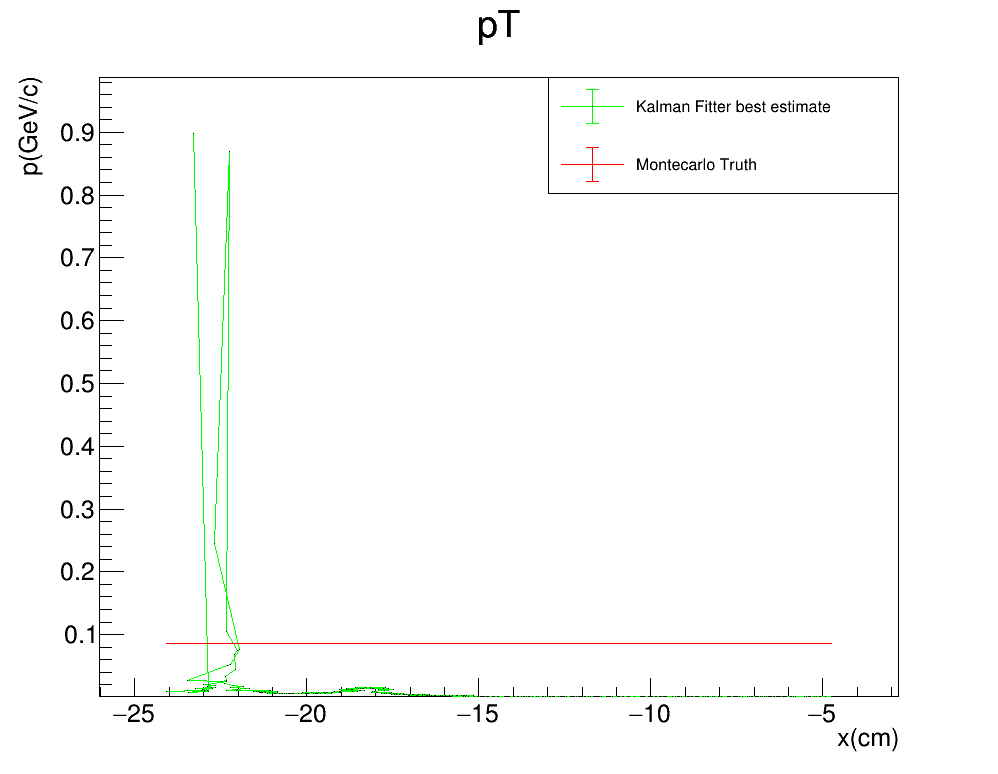 pT
p(GeV/c)
Kalman Fitter best estimate
Montecarlo Truth
0.9
0.8
0.7
0.6
0.5
0.4
0.3
0.2
0.1
−25 −20 −15 −10 −5
x(cm)